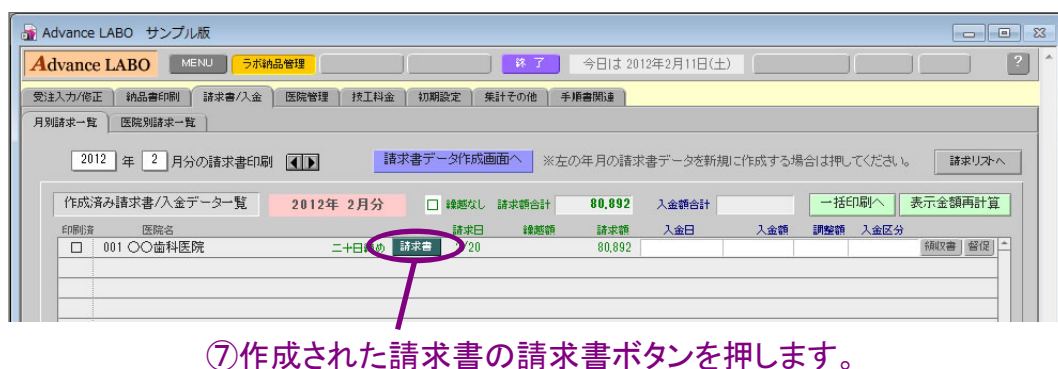 Advance LABO サンプル版
Advance LABO MENU ラボ納品管理 終 了 今日は 2012年2月11日(土) ?
受注入力/修正 納品書印刷 請求書/入金 医院管理 技工料金 初期設定 集計その他 手順書関連
月別請求一覧 医院別請求一覧
2012 年 2 月分の請求書印刷 請求書データ作成画面へ ※左の年月の請求書データを新規に作成する場合は押してください。 請求リストへ
作成済み請求書/入金データ一覧 2012年 2月分 繰越なし 請求額合計 80,892 入金額合計 一括印刷へ 表示金額再計算
印刷済 医院名 請求日 繰越額 請求額 入金日 入金額 調整額 入金区分
001 〇〇歯科医院 二十日締め 請求書 /20 80,892 領収書 督促
⑦作成された請求書の請求書ボタンを押します。